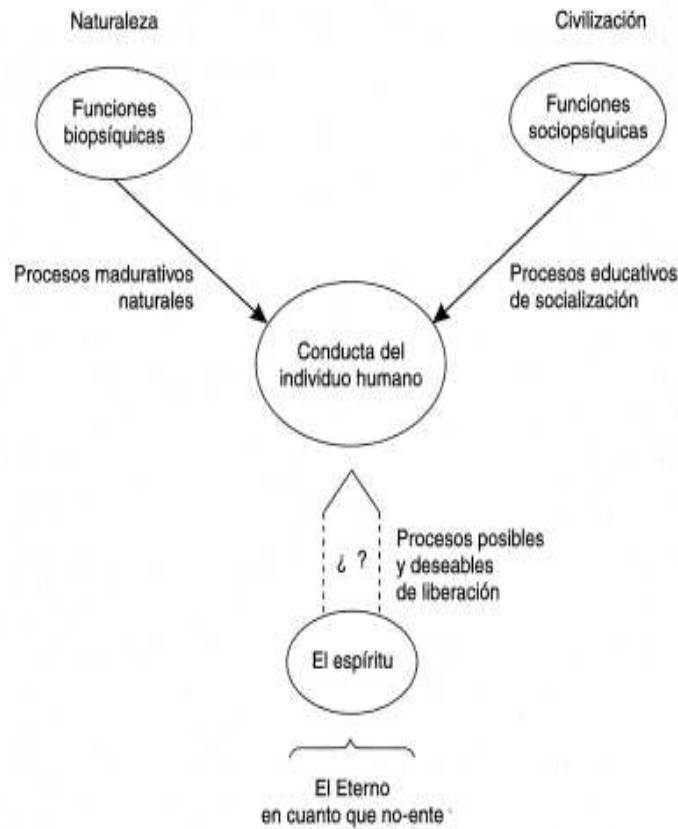 Naturaleza
Civilización
Funciones
biopsíquicas
Funciones
sociopsíquicas
Procesos madurativos
naturales
Procesos educativos
de socialización
Conducta del
individuo humano
¿ ?
Procesos posibles
y deseables
de liberación
El espíritu
El Eterno
en cuanto que no-ente